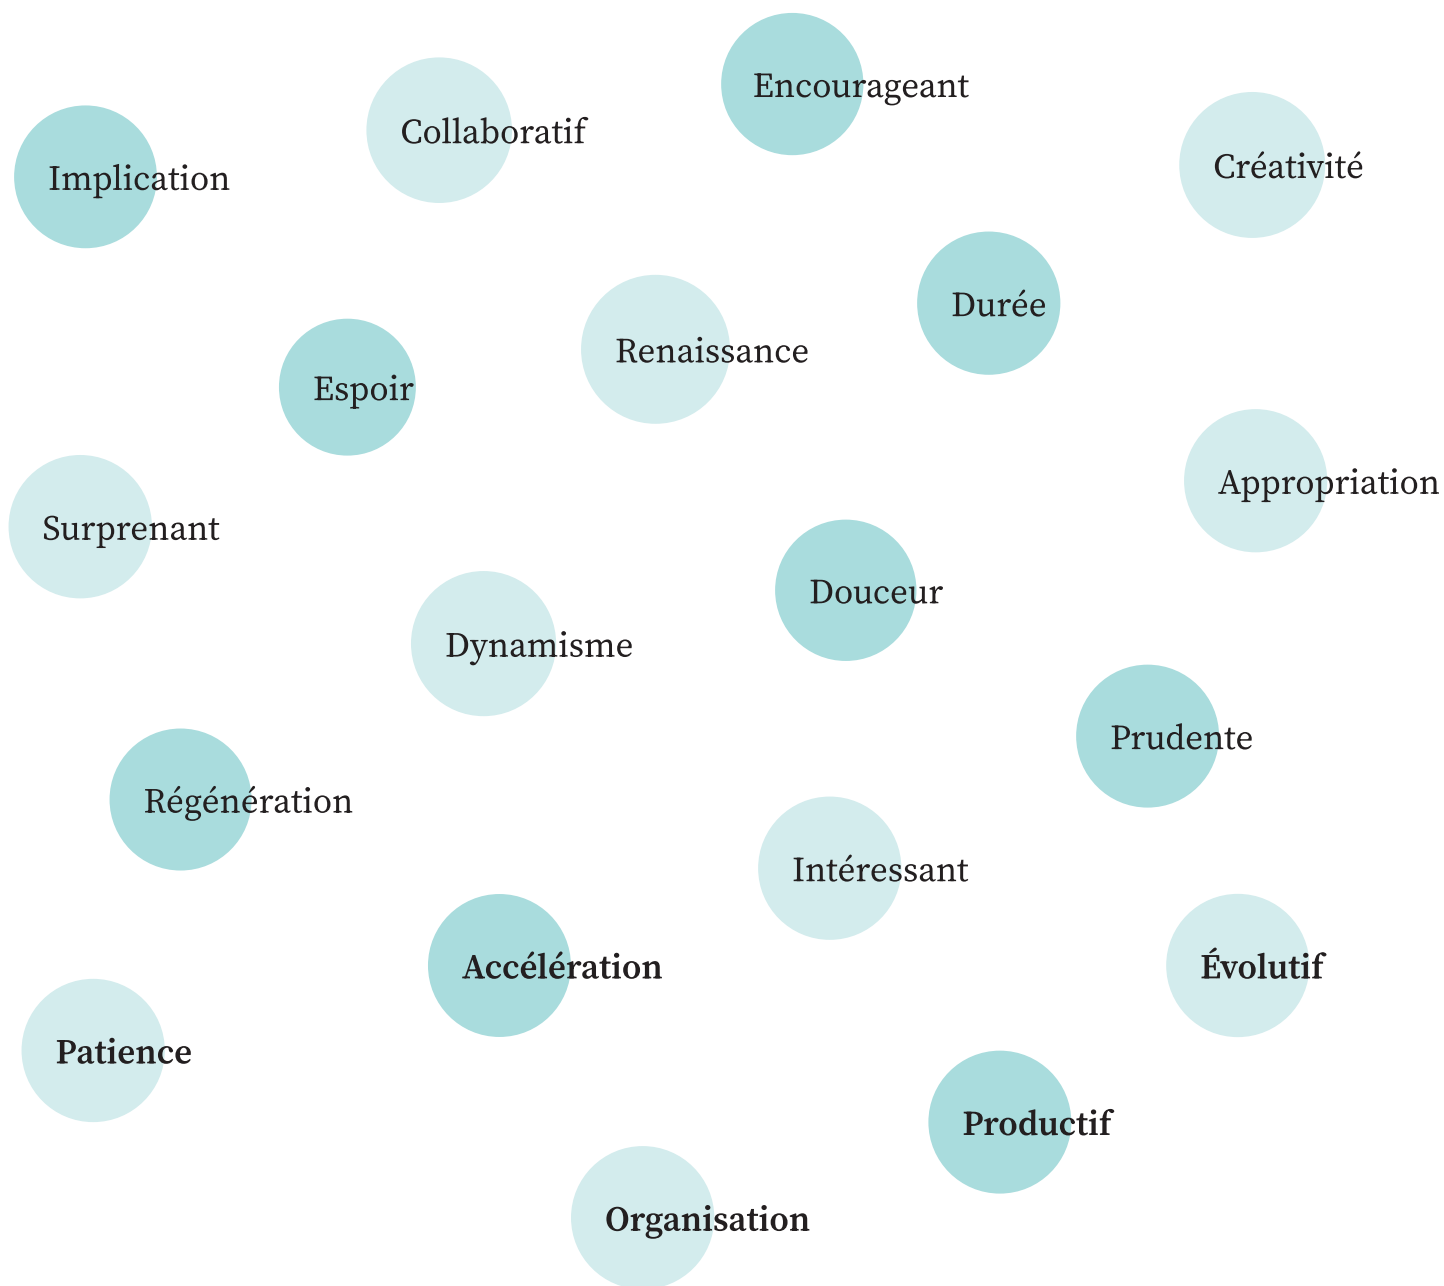 Encourageant
Collaboratif
Créativité
Implication
Durée
Renaissance
Espoir
Appropriation
Surprenant
Douceur
Dynamisme
Prudente
Régénération
Intéressant
Accélération
Évolutif
Patience
Productif
Organisation